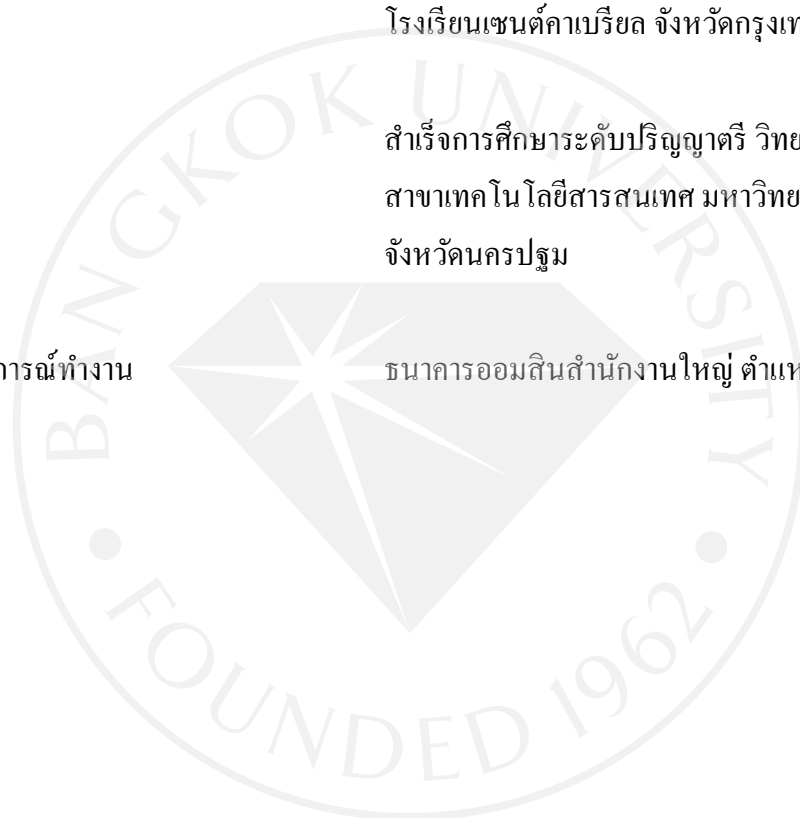 โรงเรียนเซนต์คาเบรียล จังหวัดกรุงเท
สำเร็จการศึกษาระดับปริญญาตรี วิทย
สาขาเทคโนโลยีสารสนเทศ มหาวิทย
จังหวัดนครปฐม
การณ์ทำงาน ธนาคารออมสินสำนักงานใหญ่ ตำแห
BANGKOK UNIVERSITY
FOUNDED 1962